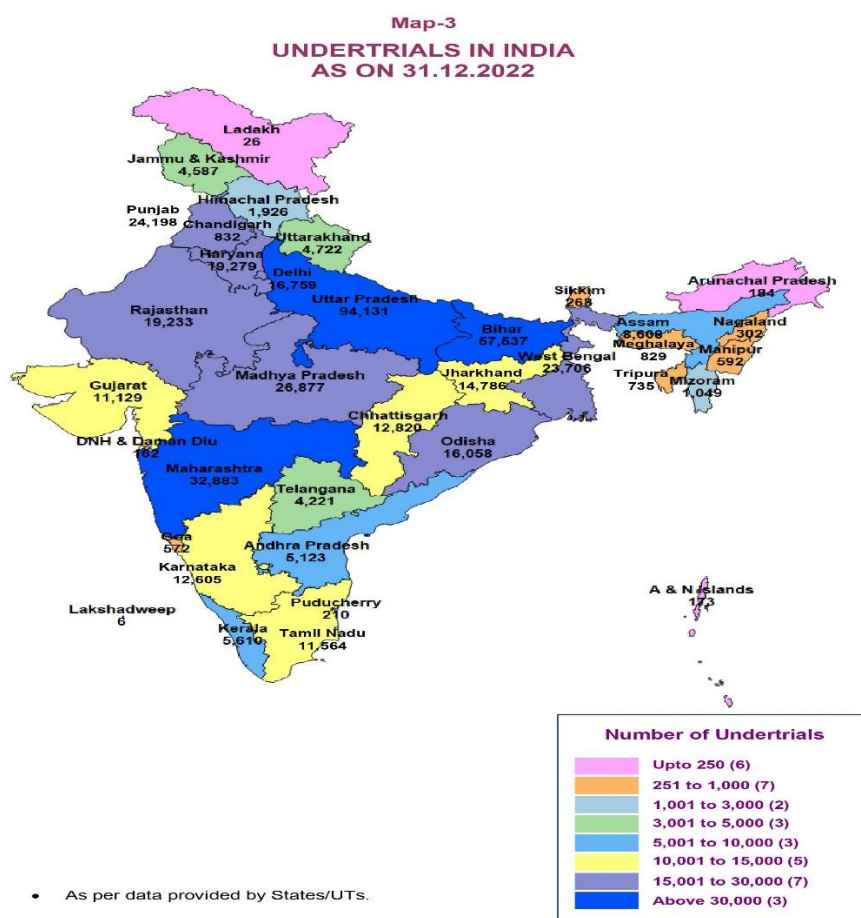 Map-3
UNDERTRIALS IN INDIA
AS ON 31.12.2022
Ladakh
26
Jammu & Kashmir
4,587
Himachal Pradesh
1,926
Punjab
24,198
Chandigarh
832
Uttarakhand
4,722
Haryana
19,279
Delhi
16,759
Rajasthan
19,233
Uttar Pradesh
94,131
Bihar
57,537
Sikkim
268
Arunachal Pradesh
184
Assam
8,608
Nagaland
302
Meghalaya
829
Manipur
592
Tripura
735
Mizoram
1,049
West Bengal
23,706
Jharkhand
14,786
Madhya Pradesh
26,877
Gujarat
11,129
Chhattisgarh
12,820
DNH & Daman Diu
162
Odisha
16,058
Maharashtra
32,883
Telangana
4,221
Goa
572
Andhra Pradesh
5,123
Karnataka
12,605
Puducherry
210
Lakshadweep
6
Kerala
5,610
Tamil Nadu
11,564
A & N Islands
173
Number of Undertrials
Upto 250 (6)
251 to 1,000 (7)
1,001 to 3,000 (2)
3,001 to 5,000 (3)
5,001 to 10,000 (3)
10,001 to 15,000 (5)
15,001 to 30,000 (7)
Above 30,000 (3)
• As per data provided by States/UTs.